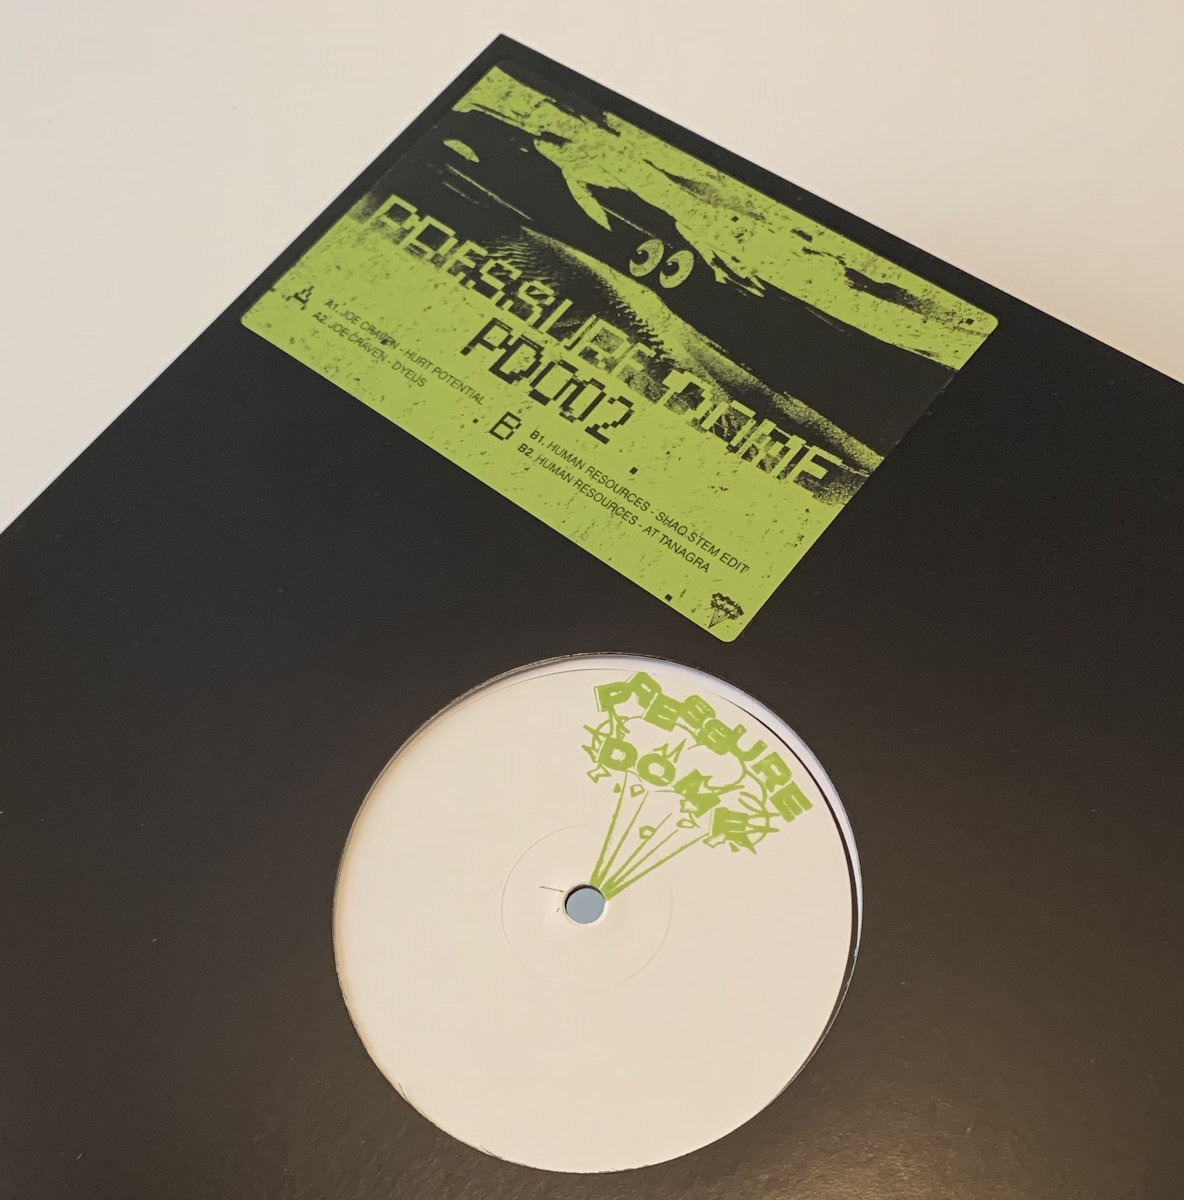 PRESSURE DOME
PD002
A
A1. JOE CRAVEN - HURT POTENTIAL
A2. JOE CRAVEN - DYEUS
B
B1. HUMAN RESOURCES - SHAQ STEM EDIT
B2. HUMAN RESOURCES - AT TANAGRA
PRESSURE
DOME